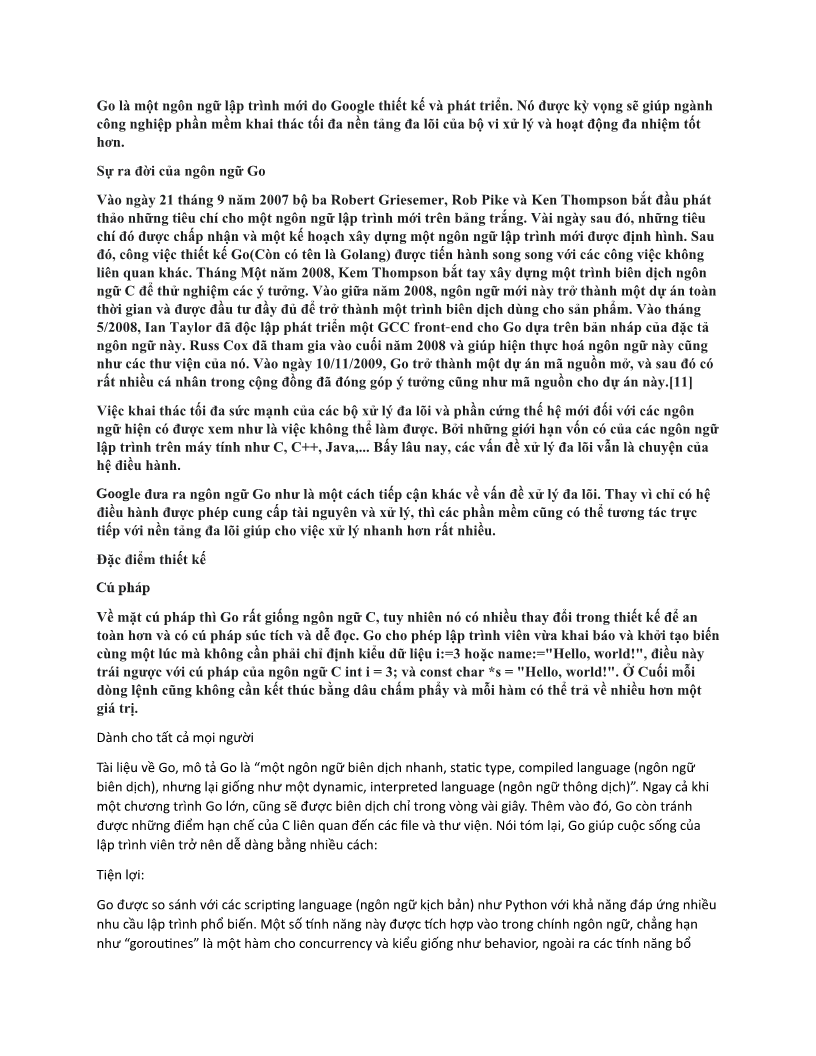 Go là một ngôn ngữ lập trình mới do Google thiết kế và phát triển. Nó được kỳ vọng sẽ giúp ngành
công nghiệp phần mềm khai thác tối đa nền tảng đa lõi của bộ vi xử lý và hoạt động đa nhiệm tốt
hơn.
Sự ra đời của ngôn ngữ Go
Vào ngày 21 tháng 9 năm 2007 bộ ba Robert Griesemer, Rob Pike và Ken Thompson bắt đầu phát
thảo những tiêu chí cho một ngôn ngữ lập trình mới trên bảng trắng. Vài ngày sau đó, những tiêu
chí đó được chấp nhận và một kế hoạch xây dựng một ngôn ngữ lập trình mới được định hình. Sau
đó, công việc thiết kế Go(Còn có tên là Golang) được tiến hành song song với các công việc không
liên quan khác. Tháng Một năm 2008, Kem Thompson bắt tay xây dựng một trình biên dịch ngôn
ngữ C để thử nghiệm các ý tưởng. Vào giữa năm 2008, ngôn ngữ mới này trở thành một dự án toàn
thời gian và được đầu tư đầy đủ để trở thành một trình biên dịch dùng cho sản phẩm. Vào tháng
5/2008, Ian Taylor đã độc lập phát triển một GCC front-end cho Go dựa trên bản nháp của đặc tả
ngôn ngữ này. Russ Cox đã tham gia vào cuối năm 2008 và giúp hiện thực hoá ngôn ngữ này cũng
như các thư viện của nó. Vào ngày 10/11/2009, Go trở thành một dự án mã nguồn mở, và sau đó có
rất nhiều cá nhân trong cộng đồng đã đóng góp ý tưởng cũng như mã nguồn cho dự án này.[11]
Việc khai thác tối đa sức mạnh của các bộ xử lý đa lõi và phần cứng thế hệ mới đối với các ngôn
ngữ hiện có được xem như là việc không thể làm được. Bởi những giới hạn vốn có của các ngôn ngữ
lập trình trên máy tính như C, C++, Java,... Bấy lâu nay, các vấn đề xử lý đa lõi vẫn là chuyện của
hệ điều hành.
Google đưa ra ngôn ngữ Go như là một cách tiếp cận khác về vấn đề xử lý đa lõi. Thay vì chỉ có hệ
điều hành được phép cung cấp tài nguyên và xử lý, thì các phần mềm cũng có thể tương tác trực
tiếp với nền tảng đa lõi giúp cho việc xử lý nhanh hơn rất nhiều.
Đặc điểm thiết kế
Cú pháp
Về mặt cú pháp thì Go rất giống ngôn ngữ C, tuy nhiên nó có nhiều thay đổi trong thiết kế để an
toàn hơn và có cú pháp súc tích và dễ đọc. Go cho phép lập trình viên vừa khai báo và khởi tạo biến
cùng một lúc mà không cần phải chỉ định kiểu dữ liệu i:=3 hoặc name:="Hello, world!", điều này
trái ngược với cú pháp của ngôn ngữ C int i = 3; và const char *s = "Hello, world!". Ở Cuối mỗi
dòng lệnh cũng không cần kết thúc bằng dâu chấm phẩy và mỗi hàm có thể trả về nhiều hơn một
giá trị.
Dành cho tất cả mọi người
Tài liệu về Go, mô tả Go là “một ngôn ngữ biên dịch nhanh, static type, compiled language (ngôn ngữ
biên dịch), nhưng lại giống như một dynamic, interpreted language (ngôn ngữ thông dịch)”. Ngay cả khi
một chương trình Go lớn, cũng sẽ được biên dịch chỉ trong vòng vài giây. Thêm vào đó, Go còn tránh
được những điểm hạn chế của C liên quan đến các file và thư viện. Nói tóm lại, Go giúp cuộc sống của
lập trình viên trở nên dễ dàng bằng nhiều cách:
Tiện lợi:
Go được so sánh với các scripting language (ngôn ngữ kịch bản) như Python với khả năng đáp ứng nhiều
nhu cầu lập trình phổ biến. Một số tính năng này được tích hợp vào trong chính ngôn ngữ, chẳng hạn
như “goroutines” là một hàm cho concurrency và kiểu giống như behavior, ngoài ra các tính năng bổ